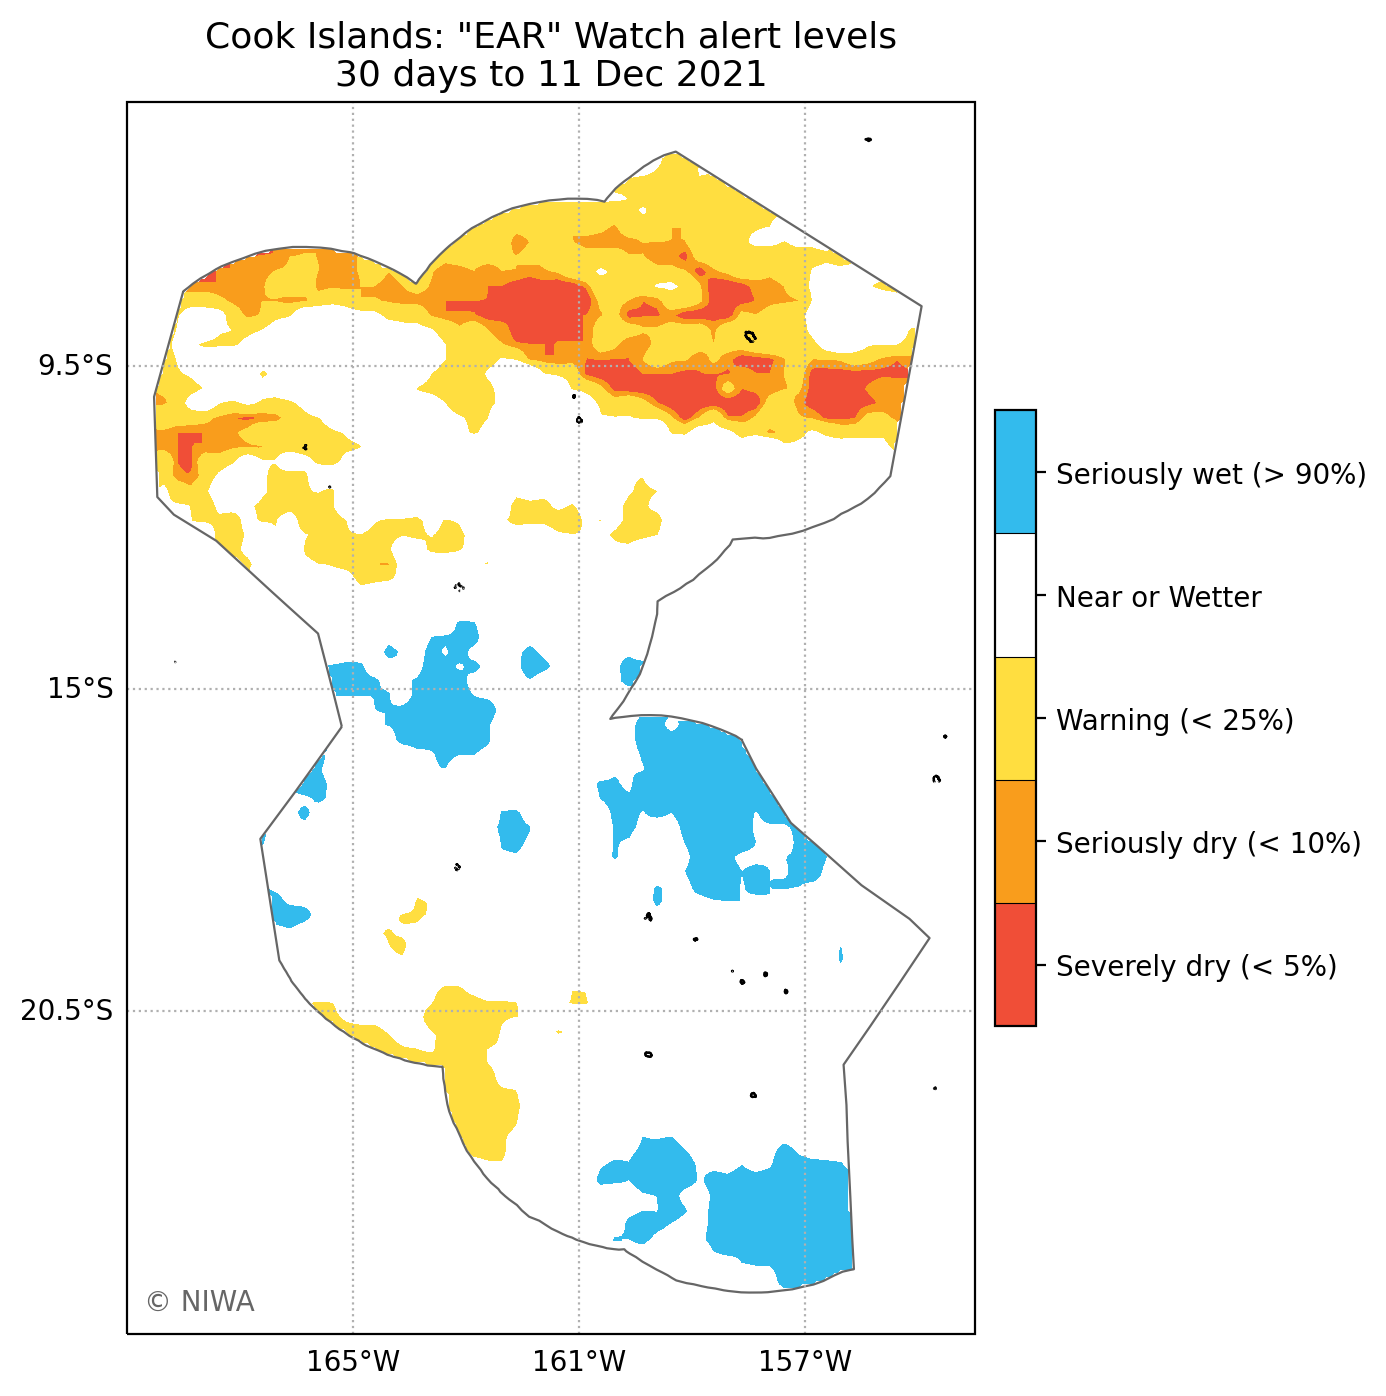 Cook Islands: "EAR" Watch alert levels
30 days to 11 Dec 2021
9.5°S
15°S
20.5°S
165°W
161°W
157°W
Seriously wet (> 90%)
Near or Wetter
Warning (< 25%)
Seriously dry (< 10%)
Severely dry (< 5%)
© NIWA